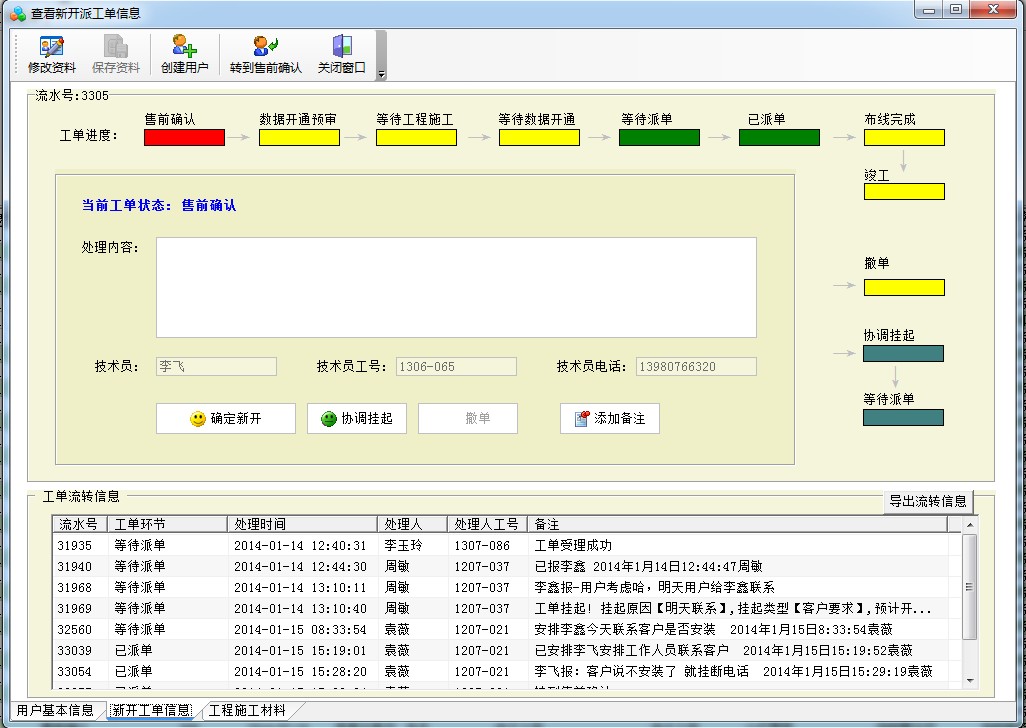 查看新开派工单信息
修改资料 保存资料 创建用户 转到售前确认 关闭窗口
流水号:3305
工单进度: 售前确认 数据开通预审 等待工程施工 等待数据开通 等待派单 已派单 布线完成
竣工
当前工单状态: 售前确认
处理内容:
撤单
协调挂起
技术员: 李飞 技术员工号: 1306-065 技术员电话: 13980766320
等待派单
确定新开 协调挂起 撤单 添加备注
工单流转信息 导出流转信息
流水号 工单环节 处理时间 处理人 处理人工号 备注
31935 等待派单 2014-01-14 12:40:31 李玉玲 1307-086 工单受理成功
31940 等待派单 2014-01-14 12:44:30 周敏 1207-037 已报李鑫 2014年1月14日12:44:47周敏
31968 等待派单 2014-01-14 13:10:11 周敏 1207-037 李鑫报-用户考虑哈，明天用户给李鑫联系
31969 等待派单 2014-01-14 13:10:40 周敏 1207-037 工单挂起! 挂起原因【明天联系】,挂起类型【客户要求】,预计开...
32560 等待派单 2014-01-15 08:33:54 袁薇 1207-021 安排李鑫今天联系客户是否安装 2014年1月15日8:33:54袁薇
33039 已派单 2014-01-15 15:19:01 袁薇 1207-021 已安排李飞安排工作人员联系客户 2014年1月15日15:19:52袁薇
33054 已派单 2014-01-15 15:28:20 袁薇 1207-021 李飞报：客户说不安装了 就挂断电话 2014年1月15日15:29:19袁薇
用户基本信息 新开工单信息 工程施工材料